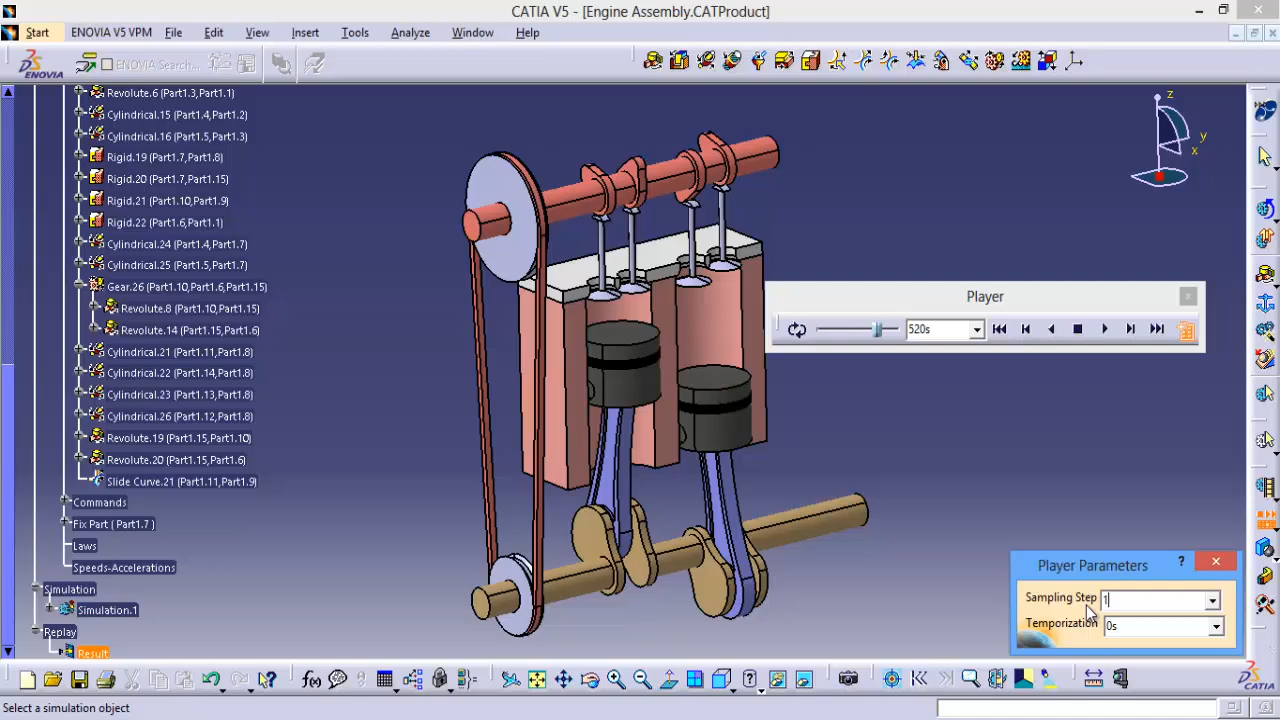 CATIA V5 - [Engine Assembly.CATProduct]
Start ENOVIA V5 VPM File Edit View Insert Tools Analyze Window Help
ENOVIA Search...
z
y
x
Revolute.6 (Part1.3,Part1.1)
Cylindrical.15 (Part1.4,Part1.2)
Cylindrical.16 (Part1.5,Part1.3)
Rigid.19 (Part1.7,Part1.8)
Rigid.20 (Part1.7,Part1.15)
Rigid.21 (Part1.10,Part1.9)
Rigid.22 (Part1.6,Part1.1)
Cylindrical.24 (Part1.4,Part1.7)
Cylindrical.25 (Part1.5,Part1.7)
Gear.26 (Part1.10,Part1.6,Part1.15)
Revolute.8 (Part1.10,Part1.15)
Revolute.14 (Part1.15,Part1.6)
Cylindrical.21 (Part1.11,Part1.8)
Cylindrical.22 (Part1.14,Part1.8)
Cylindrical.23 (Part1.13,Part1.8)
Cylindrical.26 (Part1.12,Part1.8)
Revolute.19 (Part1.15,Part1.10)
Revolute.20 (Part1.15,Part1.6)
Slide Curve.21 (Part1.11,Part1.9)
Commands
Fix Part ( Part1.7 )
Laws
Speeds-Accelerations
Simulation
Simulation.1
Replay
Result
Player
520s
Player Parameters ?
Sampling Step 1
Temporization 0s
f(x)
CATIA
Select a simulation object